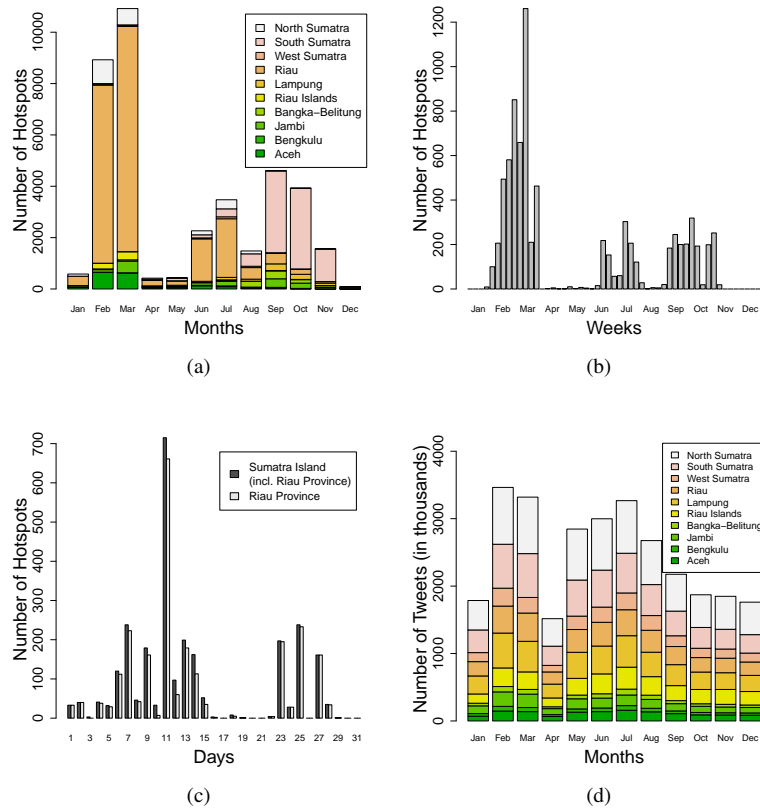 Number of Hotspots
10000
8000
6000
4000
2000
0
North Sumatra
South Sumatra
West Sumatra
Riau
Lampung
Riau Islands
Bangka−Belitung
Jambi
Bengkulu
Aceh
Jan Feb Mar Apr May Jun Jul Aug Sep Oct Nov Dec
Months
(a)
Number of Hotspots
1200
1000
800
600
400
200
0
Jan Feb Mar Apr May Jun Jul Aug Sep Oct Nov Dec
Weeks
(b)
Number of Hotspots
700
600
500
400
300
200
100
0
Sumatra Island
(incl. Riau Province)
Riau Province
1 3 5 7 9 11 13 15 17 19 21 23 25 27 29 31
Days
(c)
Number of Tweets (in thousands)
4000
3000
2000
1000
0
North Sumatra
South Sumatra
West Sumatra
Riau
Lampung
Riau Islands
Bangka−Belitung
Jambi
Bengkulu
Aceh
Jan Feb Mar Apr May Jun Jul Aug Sep Oct Nov Dec
Months
(d)